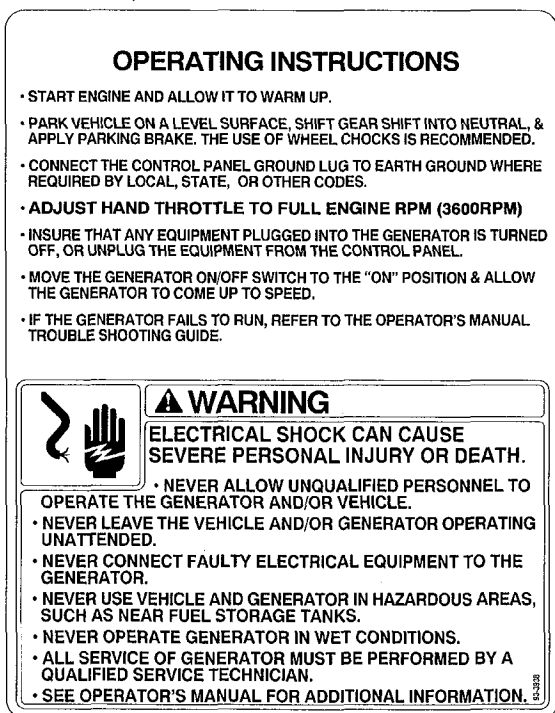 OPERATING INSTRUCTIONS
• START ENGINE AND ALLOW IT TO WARM UP.
• PARK VEHICLE ON A LEVEL SURFACE, SHIFT GEAR SHIFT INTO NEUTRAL, &
APPLY PARKING BRAKE. THE USE OF WHEEL CHOCKS IS RECOMMENDED.
• CONNECT THE CONTROL PANEL GROUND LUG TO EARTH GROUND WHERE
REQUIRED BY LOCAL, STATE, OR OTHER CODES.
• ADJUST HAND THROTTLE TO FULL ENGINE RPM (3600RPM)
• INSURE THAT ANY EQUIPMENT PLUGGED INTO THE GENERATOR IS TURNED
OFF, OR UNPLUG THE EQUIPMENT FROM THE CONTROL PANEL.
• MOVE THE GENERATOR ON/OFF SWITCH TO THE "ON" POSITION & ALLOW
THE GENERATOR TO COME UP TO SPEED.
• IF THE GENERATOR FAILS TO RUN, REFER TO THE OPERATOR'S MANUAL
TROUBLE SHOOTING GUIDE.
WARNING
ELECTRICAL SHOCK CAN CAUSE
SEVERE PERSONAL INJURY OR DEATH.
• NEVER ALLOW UNQUALIFIED PERSONNEL TO
OPERATE THE GENERATOR AND/OR VEHICLE.
• NEVER LEAVE THE VEHICLE AND/OR GENERATOR OPERATING
UNATTENDED.
• NEVER CONNECT FAULTY ELECTRICAL EQUIPMENT TO THE
GENERATOR.
• NEVER USE VEHICLE AND GENERATOR IN HAZARDOUS AREAS,
SUCH AS NEAR FUEL STORAGE TANKS.
• NEVER OPERATE GENERATOR IN WET CONDITIONS.
• ALL SERVICE OF GENERATOR MUST BE PERFORMED BY A
QUALIFIED SERVICE TECHNICIAN.
• SEE OPERATOR'S MANUAL FOR ADDITIONAL INFORMATION.
93-3938